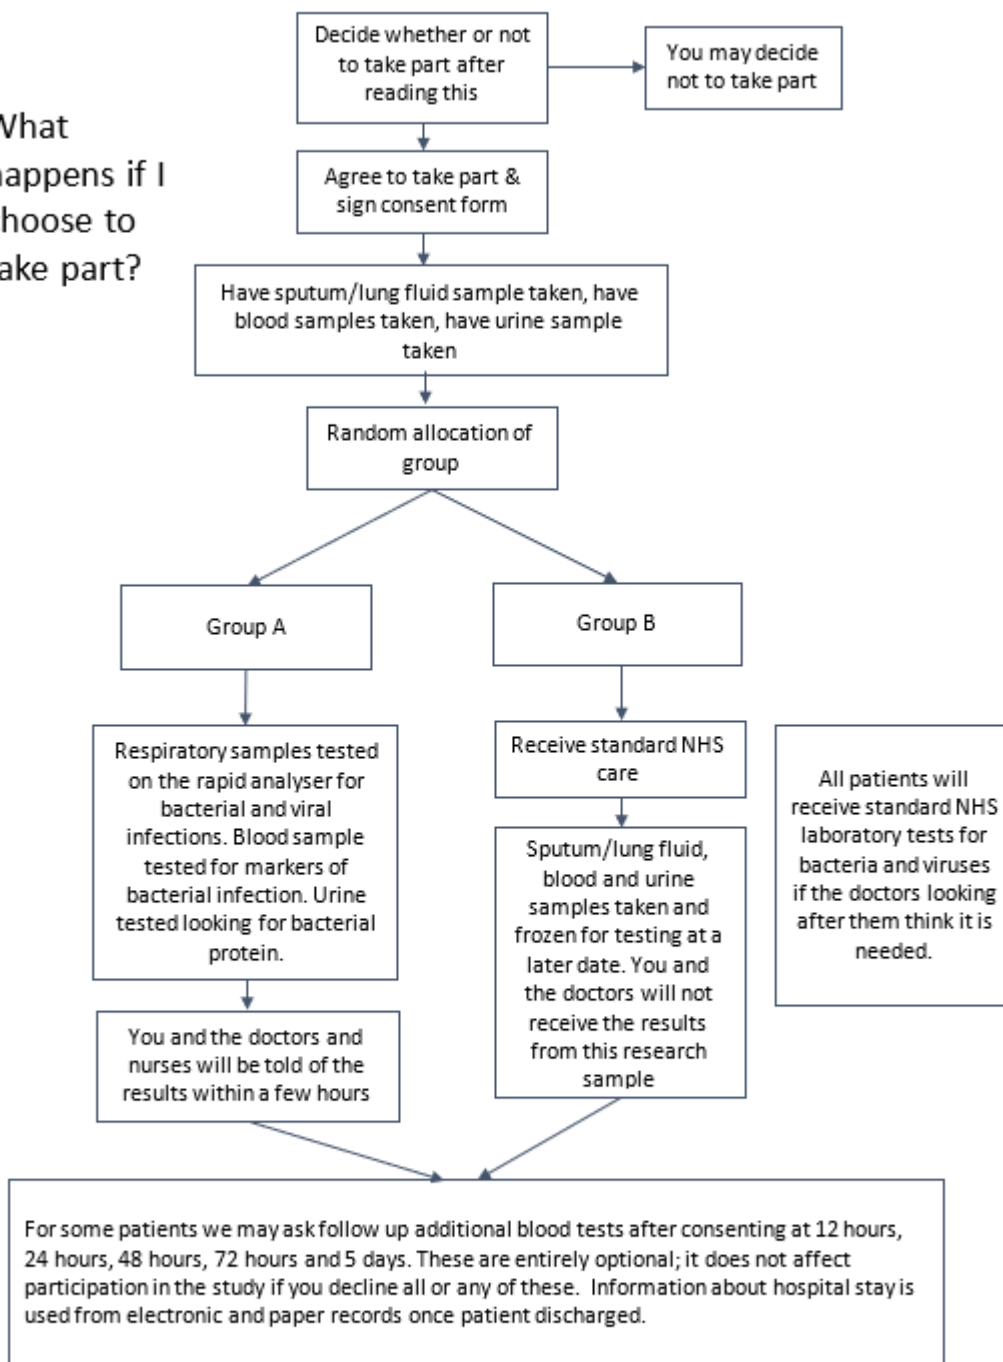 Decide whether or not
to take part after
reading this
You may decide
not to take part
What
happens if I
choose to
take part?
Agree to take part &
sign consent form
Have sputum/lung fluid sample taken, have
blood samples taken, have urine sample
taken
Random allocation of
group
Group A
Group B
Respiratory samples tested
on the rapid analyser for
bacterial and viral
infections. Blood sample
tested for markers of
bacterial infection. Urine
tested looking for bacterial
protein.
You and the doctors and
nurses will be told of the
results within a few hours
Receive standard NHS
care
Sputum/lung fluid,
blood and urine
samples taken and
frozen for testing at a
later date. You and
the doctors will not
receive the results
from this research
sample
All patients will
receive standard NHS
laboratory tests for
bacteria and viruses
if the doctors looking
after them think it is
needed.
For some patients we may ask follow up additional blood tests after consenting at 12 hours,
24 hours, 48 hours, 72 hours and 5 days. These are entirely optional; it does not affect
participation in the study if you decline all or any of these. Information about hospital stay is
used from electronic and paper records once patient discharged.